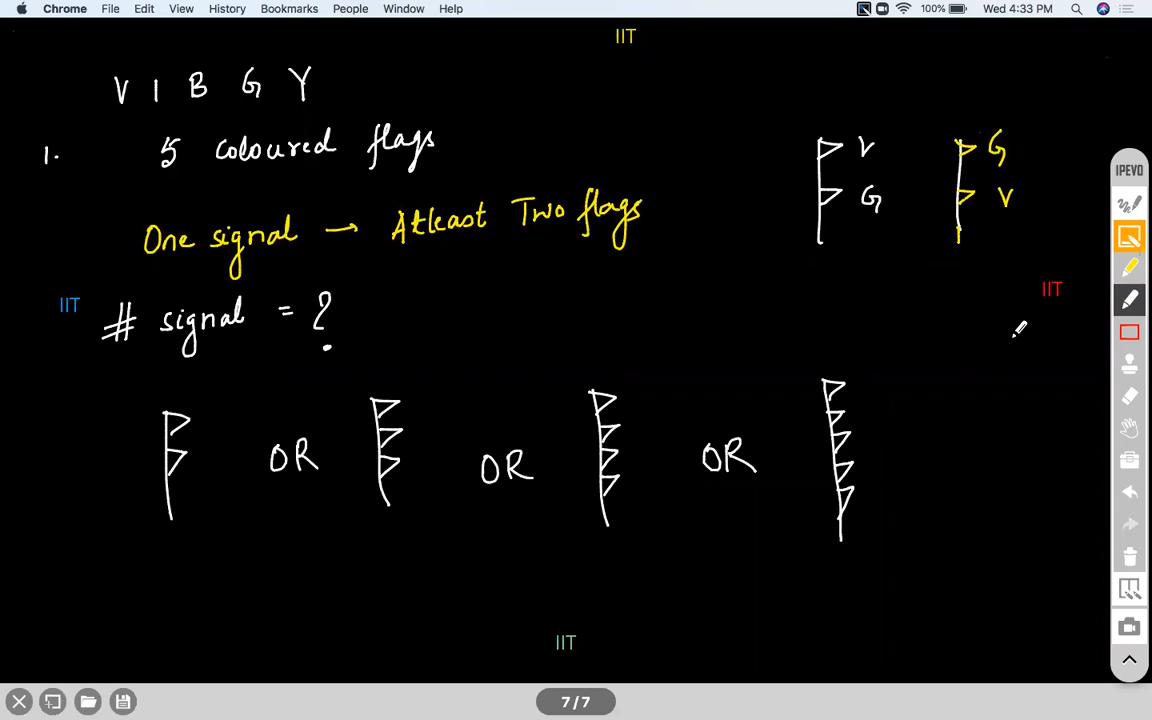 Chrome File Edit View History Bookmarks People Window Help 100% Wed 4:33 PM
IIT
V I B G Y
1. 5 coloured flags
V G
G V
One signal → Atleast Two flags
IIT
IIT
# signal = ?
OR OR OR
IIT
IPEVO
7/7